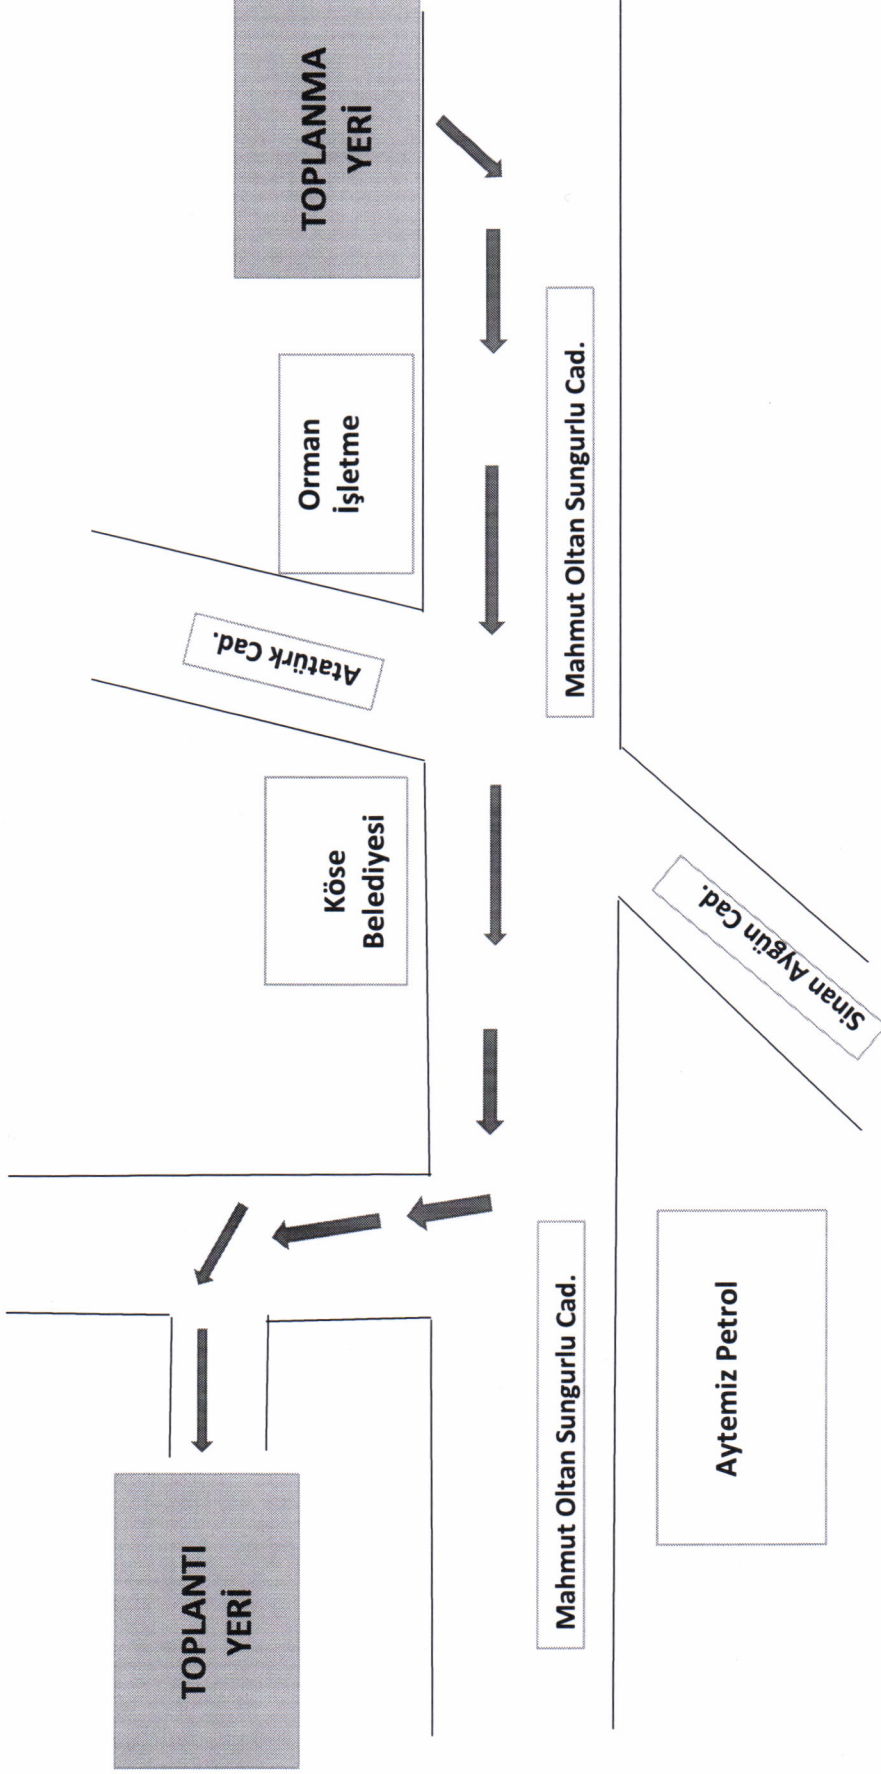 TOPLANTI
YERİ
Köse
Belediyesi
Atatürk Cad.
Orman
İşletme
TOPLANMA
YERİ
Mahmut Oltan Sungurlu Cad.
Mahmut Oltan Sungurlu Cad.
Aytemiz Petrol
Sinan Aygün Cad.